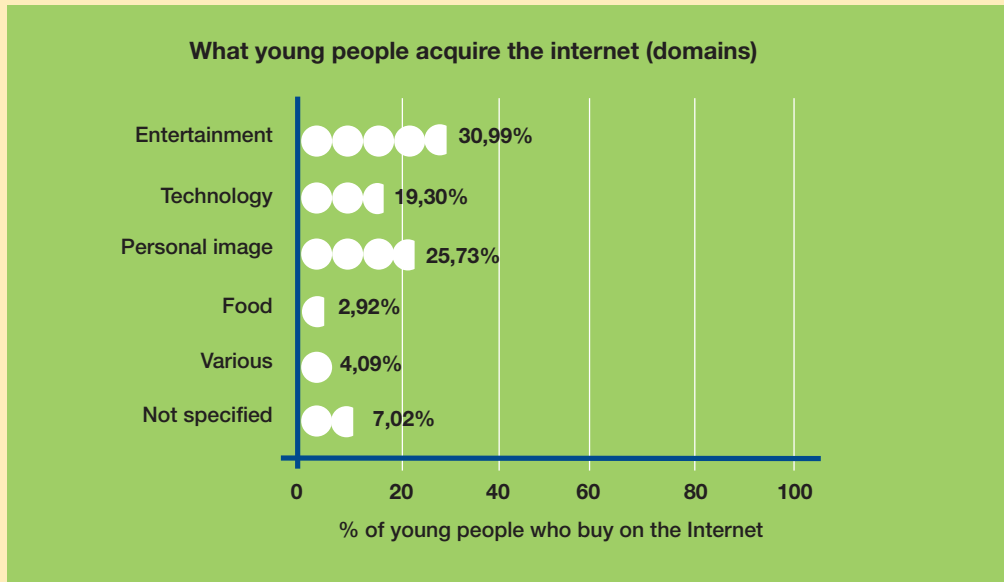 What young people acquire the internet (domains)
Entertainment 30,99%
Technology 19,30%
Personal image 25,73%
Food 2,92%
Various 4,09%
Not specified 7,02%
0 20 40 60 80 100
% of young people who buy on the Internet